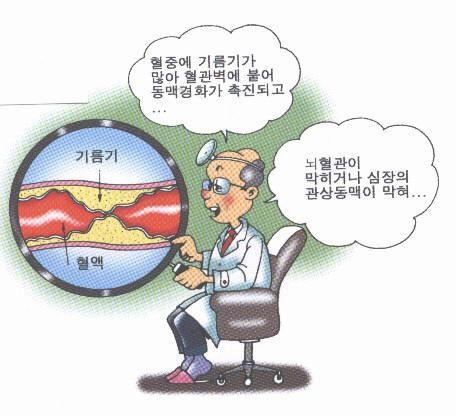 혈중에 기름기가
많아 혈관벽에 붙어
동맥경화가 촉진되고
...
뇌혈관이
막히거나 심장의
관상동맥이 막혀...
기름기
혈액